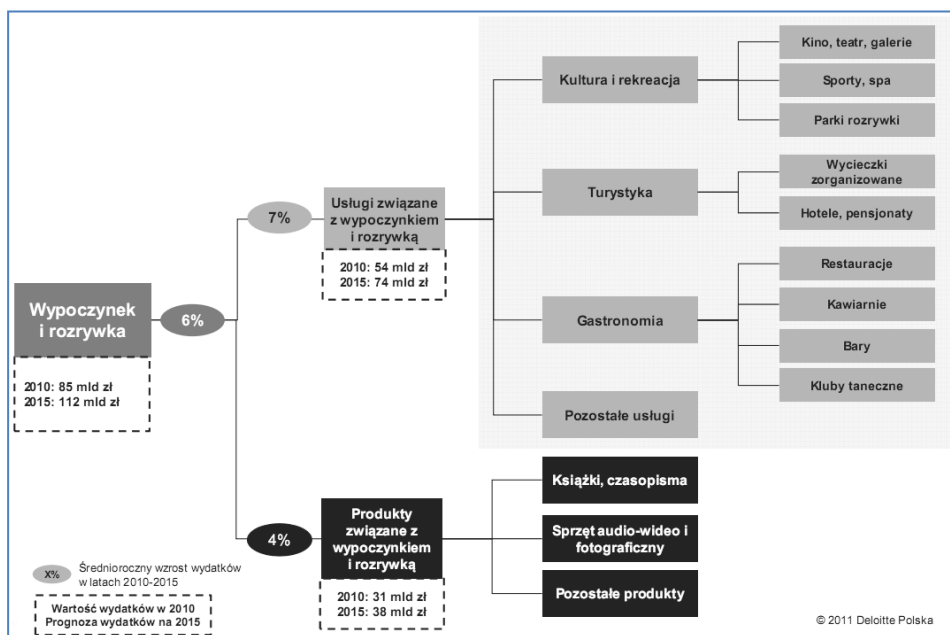 Wypoczynek
i rozrywka
2010: 85 mld zł
2015: 112 mld zł
6%
7%
Usługi związane
z wypoczynkiem
i rozrywką
2010: 54 mld zł
2015: 74 mld zł
Kultura i rekreacja
Kino, teatr, galerie
Sporty, spa
Parki rozrywki
Turystyka
Wycieczki
zorganizowane
Hotele, pensjonaty
Gastronomia
Restauracje
Kawiarnie
Bary
Kluby taneczne
Pozostałe usługi
4%
Produkty
związane z
wypoczynkiem
i rozrywką
2010: 31 mld zł
2015: 38 mld zł
Książki, czasopisma
Sprzęt audio-wideo i
fotograficzny
Pozostałe produkty
X%
Średnioroczny wzrost wydatków
w latach 2010-2015
Wartość wydatków w 2010
Prognoza wydatków na 2015
© 2011 Deloitte Polska